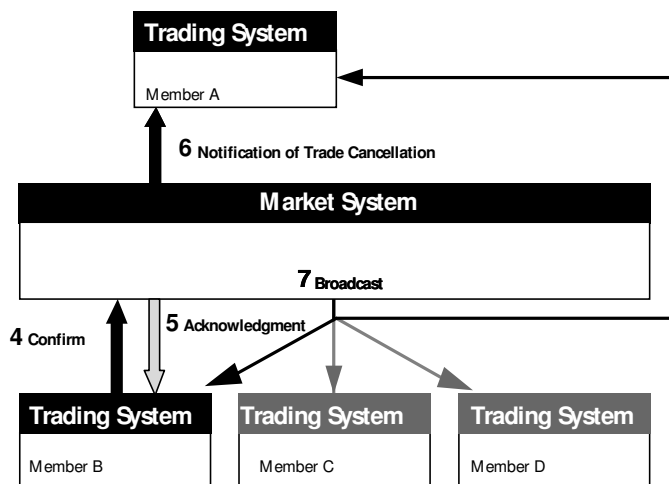 Trading System
Member A
6 Notification of Trade Cancellation
Market System
7 Broadcast
4 Confirm
5 Acknowledgment
Trading System
Member B
Trading System
Member C
Trading System
Member D